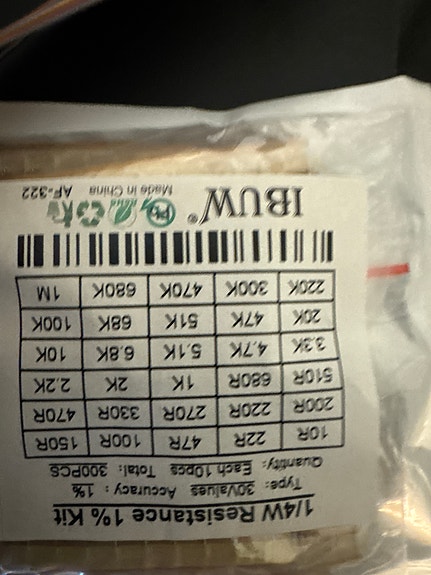 1/4W Resistance 1% Kit
Type: 30Values Accuracy : 1%
Quantity: Each 10pcs Total: 300PCS
10R 22R 47R 100R 150R
200R 220R 270R 330R 470R
510R 680R 1K 2K 2.2K
3.3K 4.7K 5.1K 6.8K 10K
20K 47K 51K 68K 100K
220K 300K 470K 680K 1M
IBUW®
Pb
Made in China AF-322